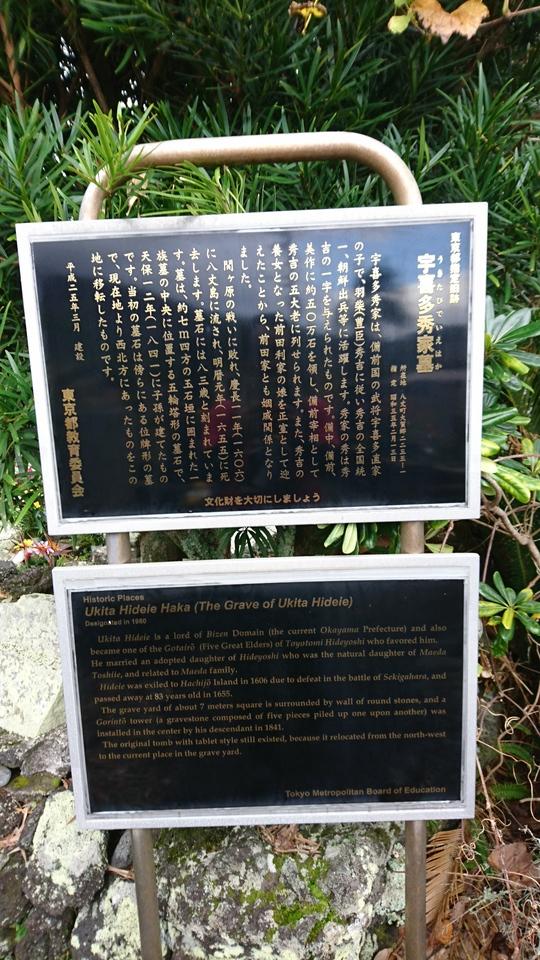 東京都指定旧跡
うきたひでいえはか
宇喜多秀家墓
指定 昭和三五年二月一三日
宇喜多秀家は、備前国の武将宇喜多直家
の子で、羽柴(豊臣)秀吉に従い秀吉の全国統
一、朝鮮出兵等に活躍します。秀家の秀は秀
吉の一字を与えられたものです。備中、備前、
美作に約五〇万石を領し、備前宰相として
秀吉の五大老に列せられます。また、秀吉の
養女となった前田利家の娘を正室として迎
えたことから、前田家とも姻戚関係となり
ました。
関ヶ原の戦いに敗れ、慶長一一年(一六〇六)
に八丈島に流され、明暦元年(一六五五)に死
去します。墓石には八三歳と刻まれていま
す。墓は、約七m四方の玉石垣に囲まれた一
族墓の中央に位置する五輪塔形の墓石で、
天保一二年(一八四一)に子孫が建てたもの
です。当初の墓石は傍らにある位牌形の墓
で、現在地より西北方にあったものをこの
地に移転したものです。
平成二五年三月 建設
東京都教育委員会
文化財を大切にしましょう
Historic Places
Ukita Hideie Haka (The Grave of Ukita Hideie)
Designated in 1960
Ukita Hideie is a lord of Bizen Domain (the current Okayama Prefecture) and also
became one of the Gotairō (Five Great Elders) of Toyotomi Hideyoshi who favored him.
He married an adopted daughter of Hideyoshi who was the natural daughter of Maeda
Toshiie, and related to Maeda family.
Hideie was exiled to Hachijō Island in 1606 due to defeat in the battle of Sekigahara, and
passed away at 83 years old in 1655.
The grave yard of about 7 meters square is surrounded by wall of round stones, and a
Gorintō tower (a gravestone composed of five pieces piled up one upon another) was
installed in the center by his descendant in 1841.
The original tomb with tablet style still existed, because it relocated from the north-west
to the current place in the grave yard.
Tokyo Metropolitan Board of Education